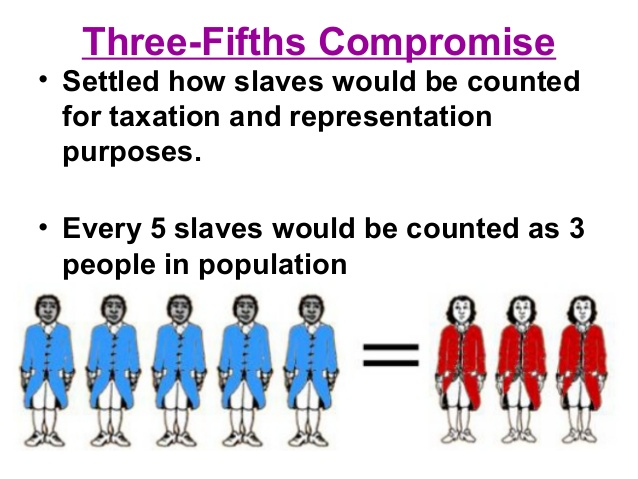 Three-Fifths Compromise
• Settled how slaves would be counted
for taxation and representation
purposes.
• Every 5 slaves would be counted as 3
people in population
=